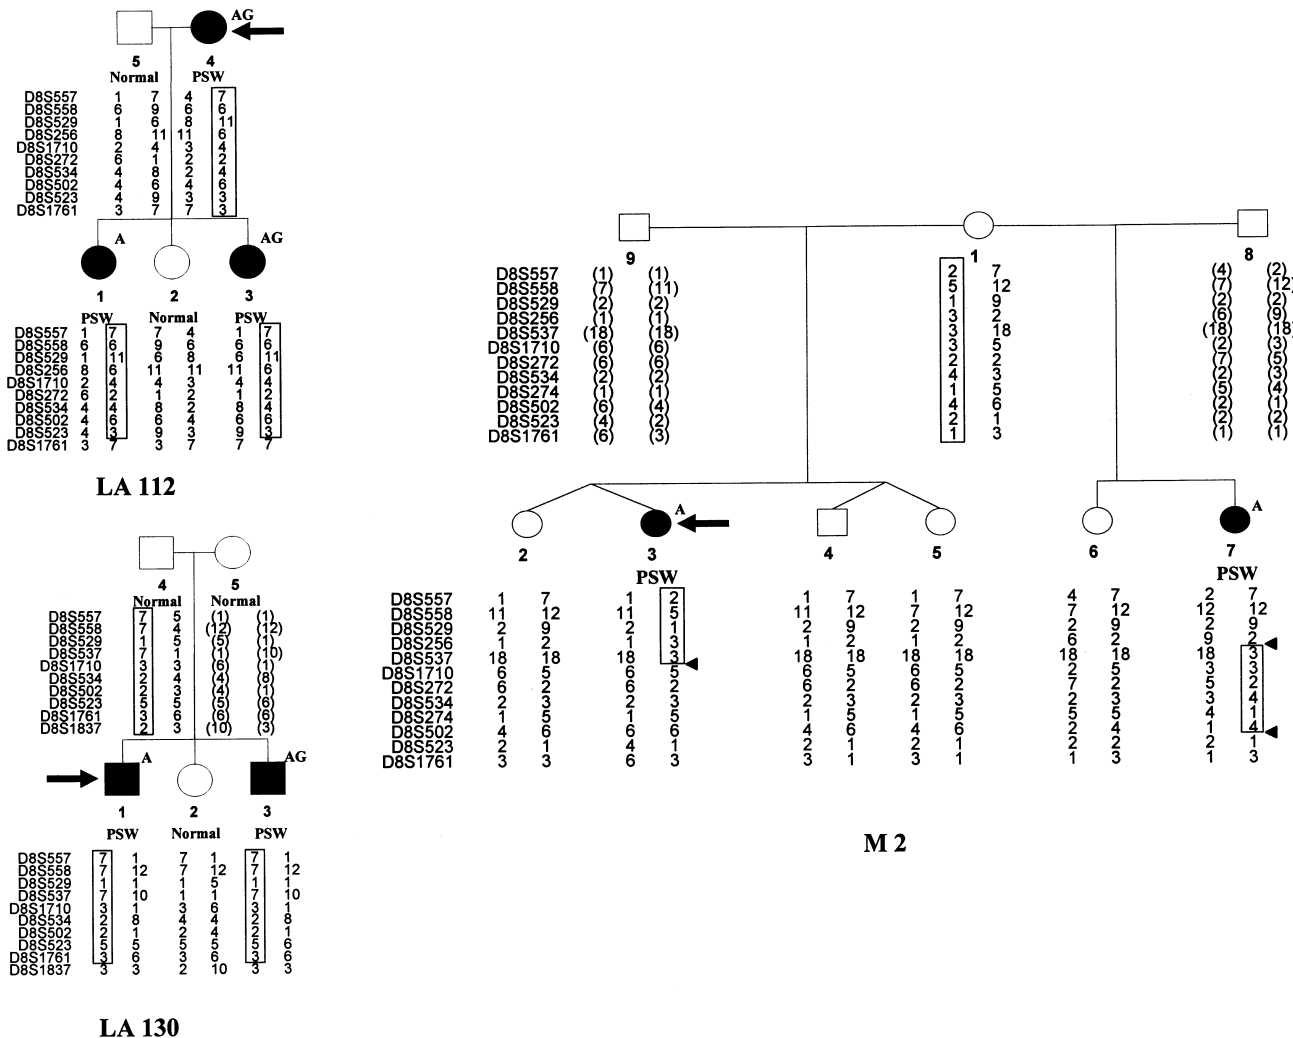 AG
5 4
Normal PSW
D8S557 1 7 4 7
D8S558 6 9 6 6
D8S529 1 6 8 11
D8S256 8 11 11 6
D8S1710 2 4 3 4
D8S272 6 1 2 2
D8S534 4 8 2 4
D8S502 4 6 4 6
D8S523 4 9 3 3
D8S1761 3 7 7 3
A AG
1 2 3
PSW Normal PSW
D8S557 1 7 7 4 1 7
D8S558 6 6 9 6 6 6
D8S529 1 11 6 8 6 11
D8S256 8 6 11 11 11 6
D8S1710 2 4 4 3 4 4
D8S272 6 2 1 2 1 2
D8S534 4 4 8 2 8 4
D8S502 4 6 6 4 6 6
D8S523 4 3 9 3 9 3
D8S1761 3 7 3 7 7 7
LA 112
4 5
Normal Normal
D8S557 7 5 (1) (1)
D8S558 7 4 (12) (12)
D8S529 1 5 (5) (1)
D8S537 7 1 (1) (10)
D8S1710 3 3 (6) (1)
D8S534 2 4 (4) (8)
D8S502 2 3 (4) (1)
D8S523 5 5 (5) (6)
D8S1761 3 6 (6) (6)
D8S1837 2 3 (10) (3)
A AG
1 2 3
PSW Normal PSW
D8S557 7 1 7 1 7 1
D8S558 7 12 7 12 7 12
D8S529 1 1 1 5 1 1
D8S537 7 10 1 1 7 10
D8S1710 3 1 3 6 3 1
D8S534 2 8 4 4 2 8
D8S502 2 1 2 4 2 1
D8S523 5 5 5 5 5 6
D8S1761 3 6 3 6 3 6
D8S1837 3 3 2 10 3 3
LA 130
9 1 8
D8S557 (1) (1) 2 7 (4) (2)
D8S558 (7) (11) 5 12 (7) (12)
D8S529 (2) (2) 1 9 (2) (2)
D8S256 (1) (1) 3 2 (6) (9)
D8S537 (18) (18) 3 18 (18) (18)
D8S1710 (6) (6) 3 5 (2) (3)
D8S272 (6) (6) 2 2 (7) (5)
D8S534 (2) (2) 4 3 (2) (3)
D8S274 (1) (1) 1 5 (5) (4)
D8S502 (6) (4) 4 6 (2) (1)
D8S523 (4) (2) 2 1 (2) (2)
D8S1761 (6) (3) 1 3 (1) (1)
A A
2 3 4 5 6 7
PSW PSW
D8S557 1 7 1 2 1 7 1 7 4 7 2 7
D8S558 11 12 11 5 11 12 7 12 7 12 12 12
D8S529 2 9 2 1 2 9 2 9 2 9 2 9
D8S256 1 2 1 3 1 2 1 2 6 2 9 2
D8S537 18 18 18 3 18 18 18 18 18 18 18 3
D8S1710 6 5 6 5 6 5 6 5 2 5 3 3
D8S272 6 2 6 2 6 2 6 2 7 2 5 2
D8S534 2 3 2 3 2 3 2 3 2 3 3 4
D8S274 1 5 1 5 1 5 1 5 5 5 4 1
D8S502 4 6 6 6 4 6 4 6 2 4 1 4
D8S523 2 1 4 1 2 1 2 1 2 2 2 1
D8S1761 3 3 6 3 3 1 3 1 1 3 1 3
M 2